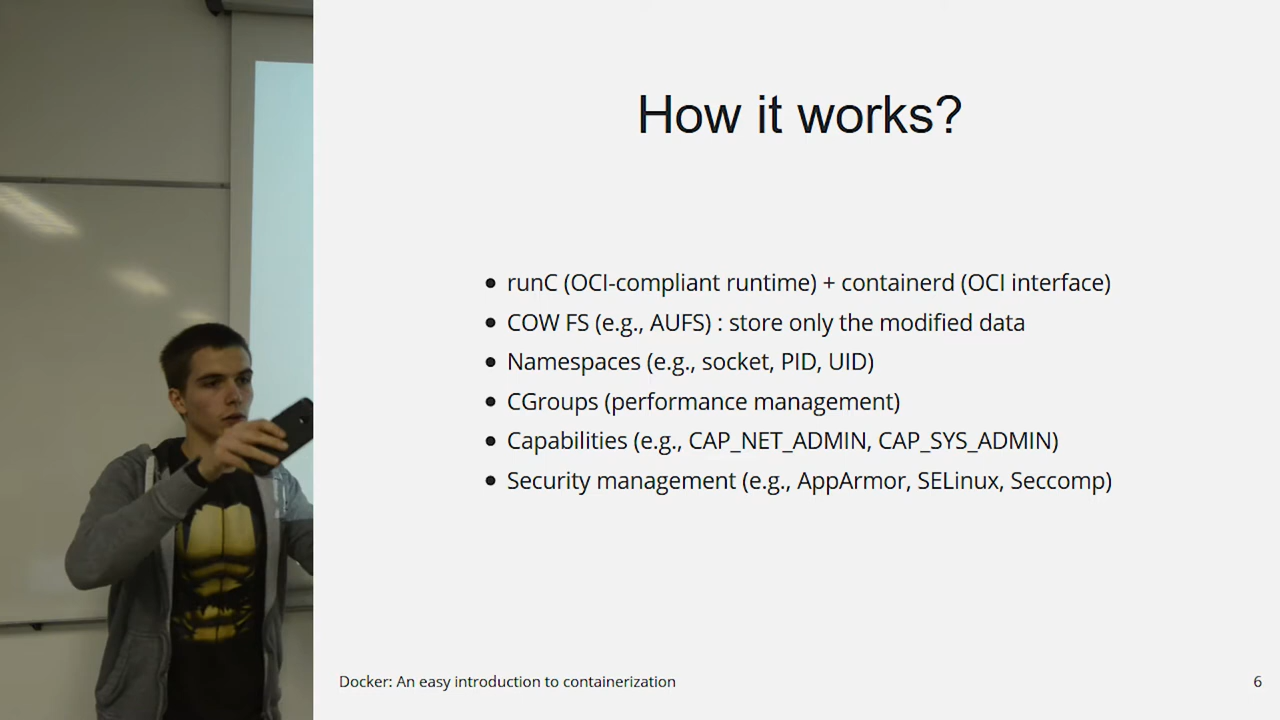 How it works?
runC (OCI-compliant runtime) + containerd (OCI interface)
COW FS (e.g., AUFS) : store only the modified data
Namespaces (e.g., socket, PID, UID)
CGroups (performance management)
Capabilities (e.g., CAP_NET_ADMIN, CAP_SYS_ADMIN)
Security management (e.g., AppArmor, SELinux, Seccomp)
Docker: An easy introduction to containerization
6